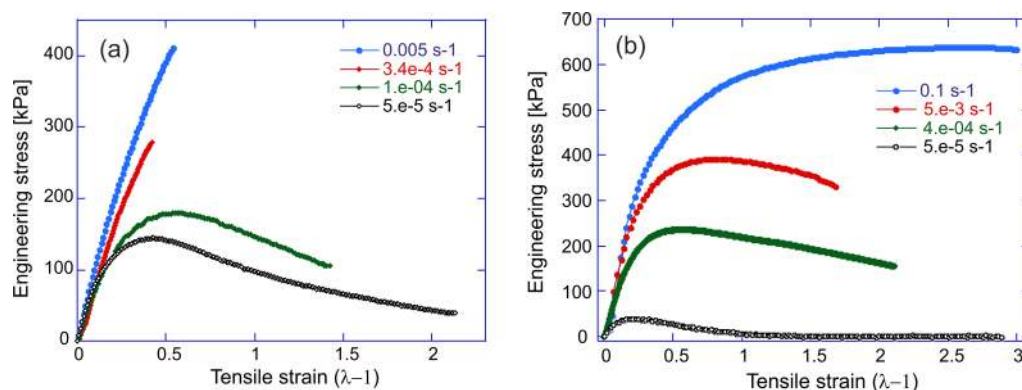 (a)
0.005 s-1
3.4e-4 s-1
1.e-04 s-1
5.e-5 s-1
Engineering stress [kPa]
400
300
200
100
0
0 0.5 1 1.5 2
Tensile strain (λ−1)
(b)
0.1 s-1
5.e-3 s-1
4.e-04 s-1
5.e-5 s-1
Engineering stress [kPa]
700
600
500
400
300
200
100
0
0 0.5 1 1.5 2 2.5 3
Tensile strain (λ−1)